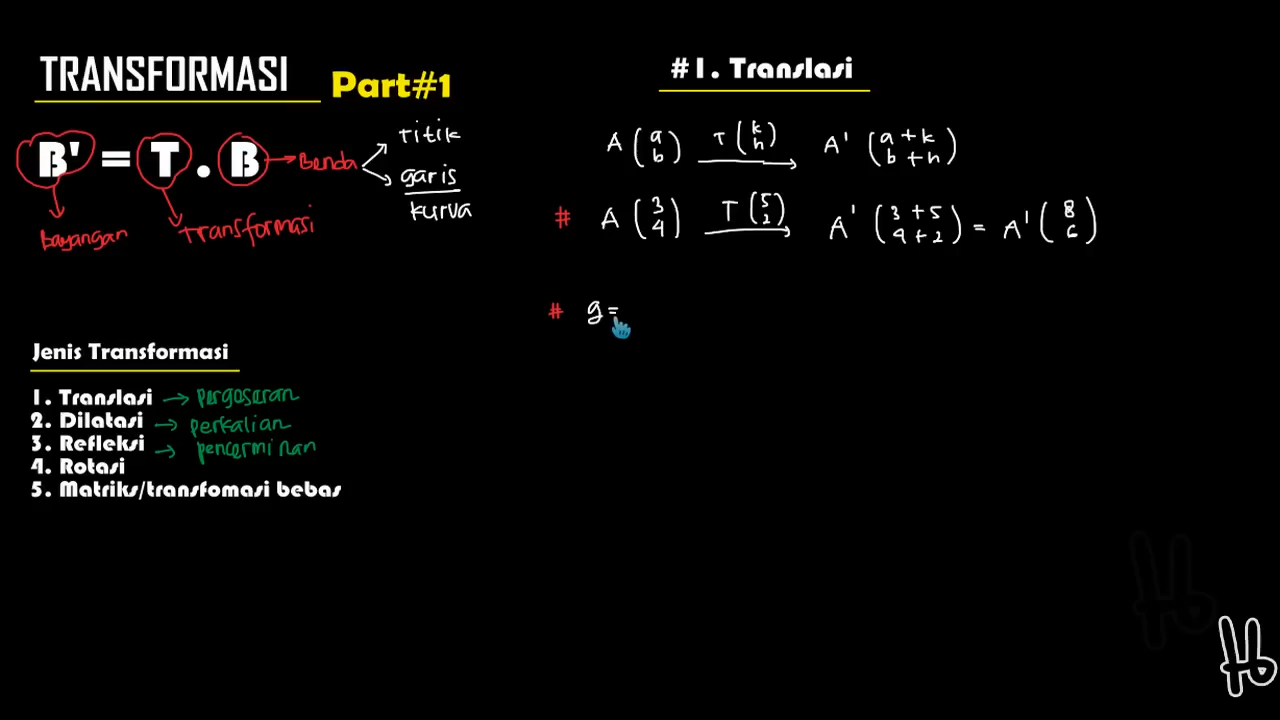 TRANSFORMASI Part#1
B' = T . B → Benda
titik
garis
kurva
Bayangan
Transformasi
Jenis Transformasi
1. Translasi → pergeseran
2. Dilatasi → perkalian
3. Refleksi → pencerminan
4. Rotasi
5. Matriks/transfomasi bebas
#1. Translasi
A (a b) T (k h) → A' (a + k b + h)
# A (3 4) T (5 2) → A' (3 + 5 4 + 2) = A' (8 6)
# g =
Hb